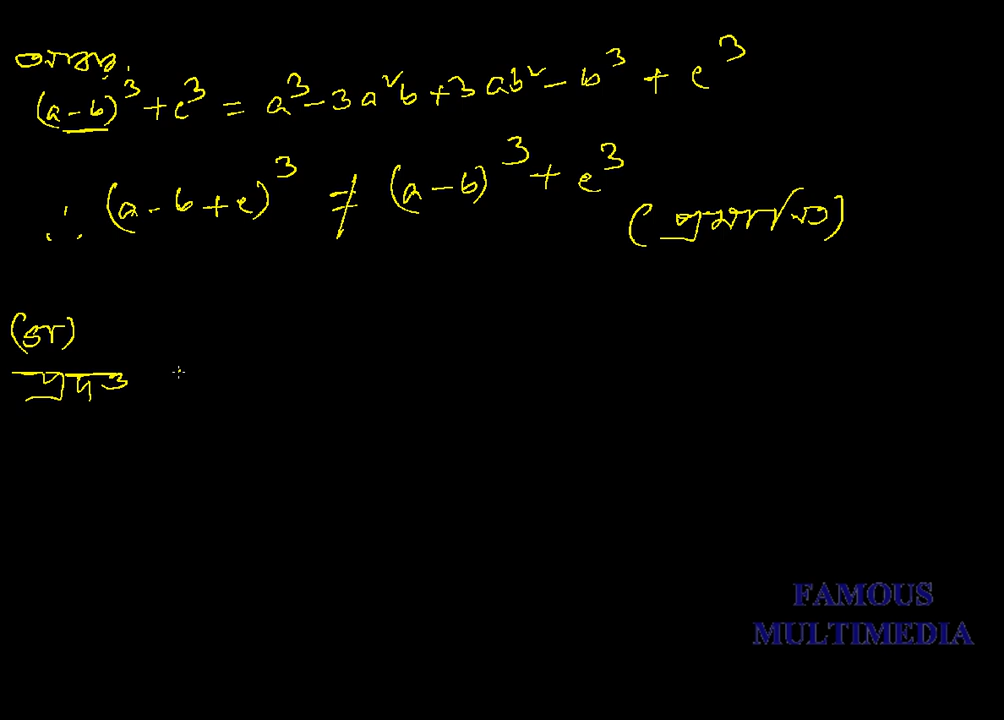 আবার,
(a - b)³ + c³ = a³ - 3a²b + 3ab² - b³ + c³
∴ (a - b + c)³ ≠ (a - b)³ + c³ (প্রমাণিত)
প্রদত্ত
FAMOUS
MULTIMEDIA